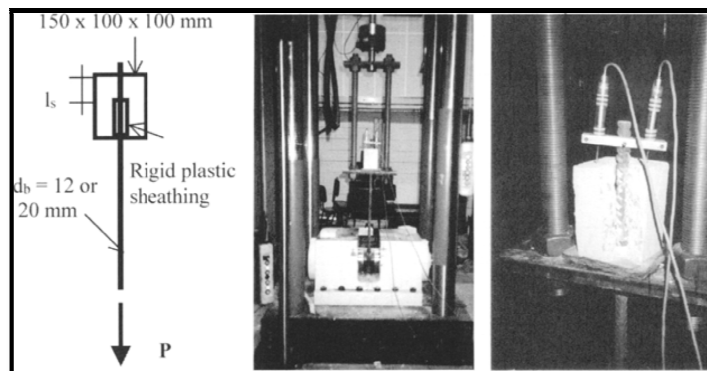 150 x 100 x 100 mm
ls
Rigid plastic
sheathing
db = 12 or
20 mm
P